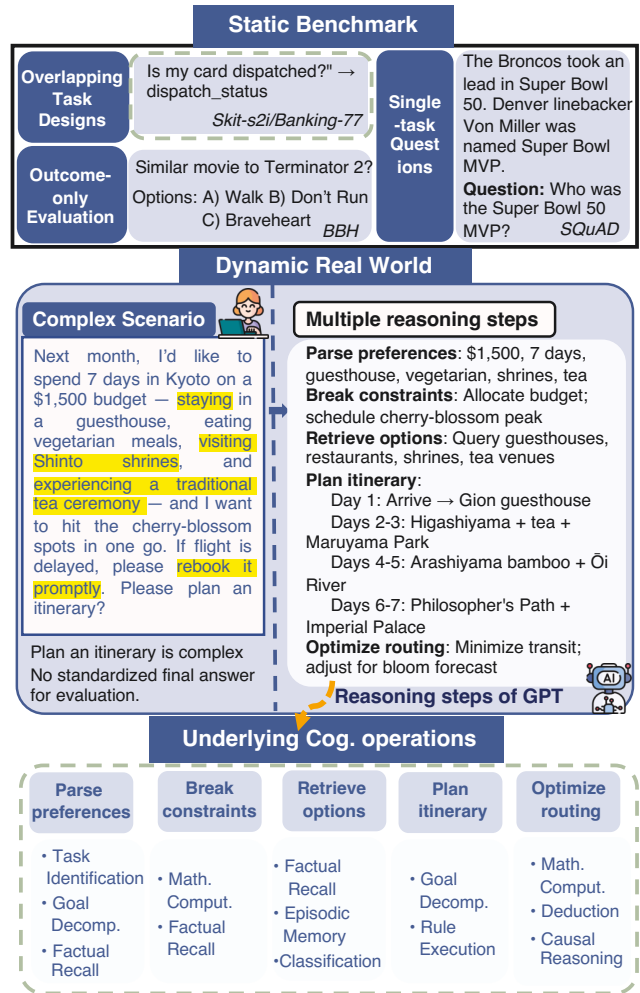 Static Benchmark
Overlapping
Task
Designs
Is my card dispatched?" →
dispatch_status
Skit-s2i/Banking-77
Outcome-
only
Evaluation
Similar movie to Terminator 2?
Options: A) Walk B) Don't Run
C) Braveheart
BBH
Single
-task
Quest
ions
The Broncos took an
lead in Super Bowl
50. Denver linebacker
Von Miller was
named Super Bowl
MVP.
Question: Who was
the Super Bowl 50
MVP?
SQuAD
Dynamic Real World
Complex Scenario
Next month, I'd like to
spend 7 days in Kyoto on a
$1,500 budget — staying in
a guesthouse, eating
vegetarian meals, visiting
Shinto shrines, and
experiencing a traditional
tea ceremony — and I want
to hit the cherry-blossom
spots in one go. If flight is
delayed, please rebook it
promptly. Please plan an
itinerary?
Plan an itinerary is complex
No standardized final answer
for evaluation.
Multiple reasoning steps
Parse preferences: $1,500, 7 days,
guesthouse, vegetarian, shrines, tea
Break constraints: Allocate budget;
schedule cherry-blossom peak
Retrieve options: Query guesthouses,
restaurants, shrines, tea venues
Plan itinerary:
Day 1: Arrive → Gion guesthouse
Days 2-3: Higashiyama + tea +
Maruyama Park
Days 4-5: Arashiyama bamboo + Ōi
River
Days 6-7: Philosopher's Path +
Imperial Palace
Optimize routing: Minimize transit;
adjust for bloom forecast
AI
Reasoning steps of GPT
Underlying Cog. operations
Parse
preferences
• Task
Identification
• Goal
Decomp.
• Factual
Recall
Break
constraints
• Math.
Comput.
• Factual
Recall
Retrieve
options
• Factual
Recall
• Episodic
Memory
•Classification
Plan
itinerary
• Goal
Decomp.
• Rule
Execution
Optimize
routing
• Math.
Comput.
• Deduction
• Causal
Reasoning